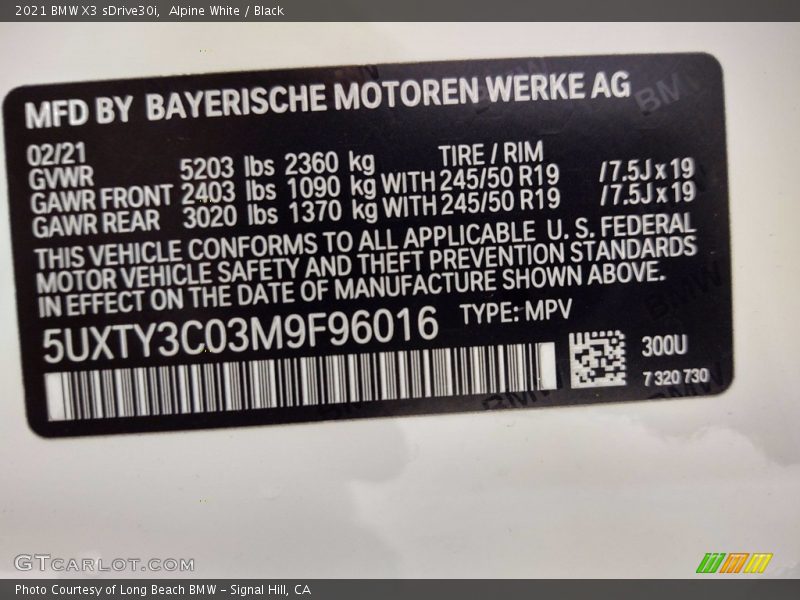 2021 BMW X3 sDrive30i, Alpine White / Black
MFD BY BAYERISCHE MOTOREN WERKE AG
02/21 TIRE / RIM
GVWR 5203 lbs 2360 kg
GAWR FRONT 2403 lbs 1090 kg WITH 245/50 R19 /7.5J x 19
GAWR REAR 3020 lbs 1370 kg WITH 245/50 R19 /7.5J x 19
THIS VEHICLE CONFORMS TO ALL APPLICABLE U. S. FEDERAL
MOTOR VEHICLE SAFETY AND THEFT PREVENTION STANDARDS
IN EFFECT ON THE DATE OF MANUFACTURE SHOWN ABOVE.
5UXTY3C03M9F96016 TYPE: MPV
300U
7 320 730
GTCARLOT.COM
Photo Courtesy of Long Beach BMW - Signal Hill, CA